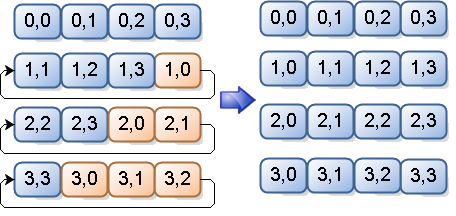 0,0 0,1 0,2 0,3
1,1 1,2 1,3 1,0
2,2 2,3 2,0 2,1
3,3 3,0 3,1 3,2
0,0 0,1 0,2 0,3
1,0 1,1 1,2 1,3
2,0 2,1 2,2 2,3
3,0 3,1 3,2 3,3